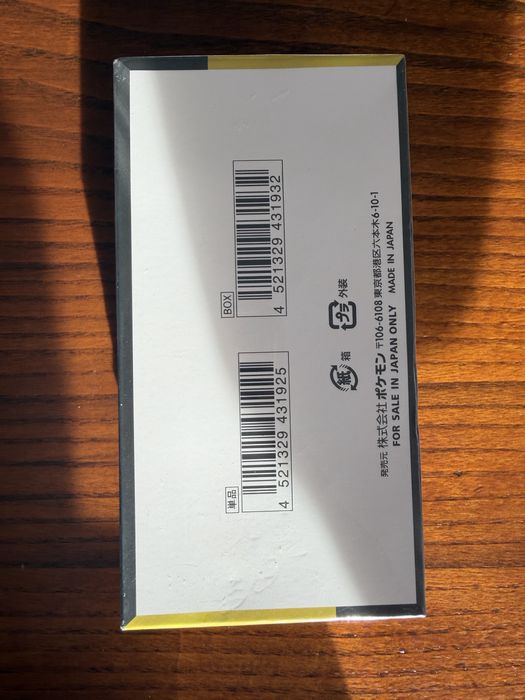 単品
4 521329 431925
BOX
4 521329 431932
紙 箱
プラ 外装
発売元 株式会社ポケモン 〒106-6108 東京都港区六本木6-10-1
FOR SALE IN JAPAN ONLY MADE IN JAPAN